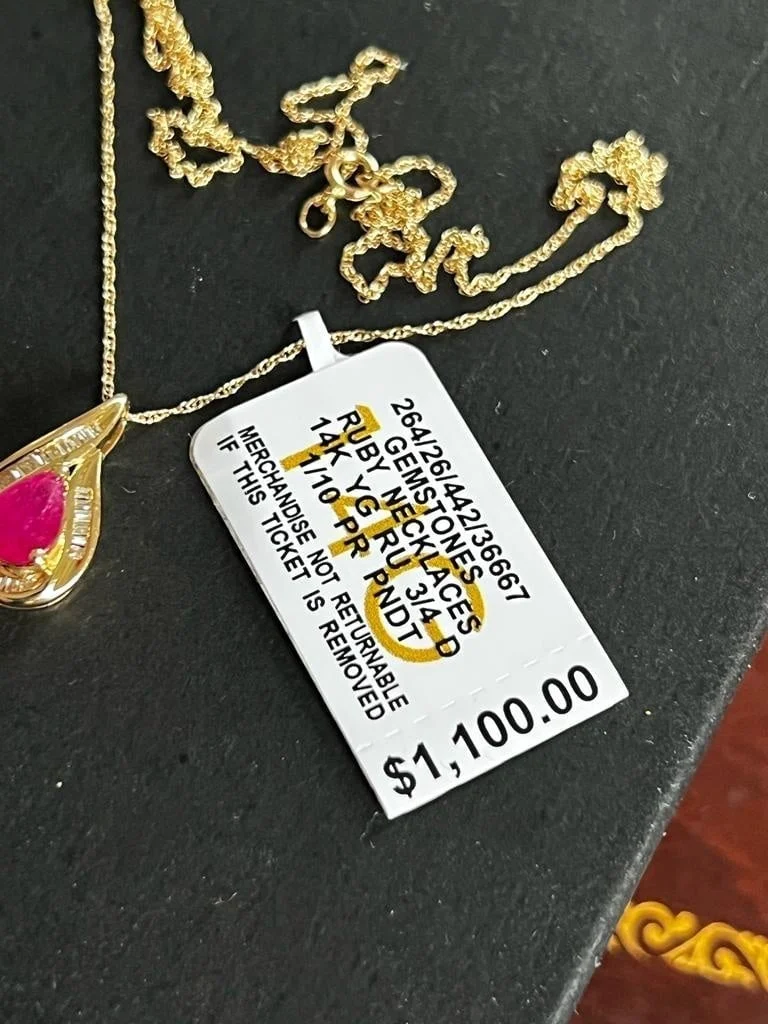 264/26/442/36667
GEMSTONES
RUBY NECKLACES
14K YG RU 3/4 D
1/10 PR PNDT
MERCHANDISE NOT RETURNABLE
IF THIS TICKET IS REMOVED
$1,100.00